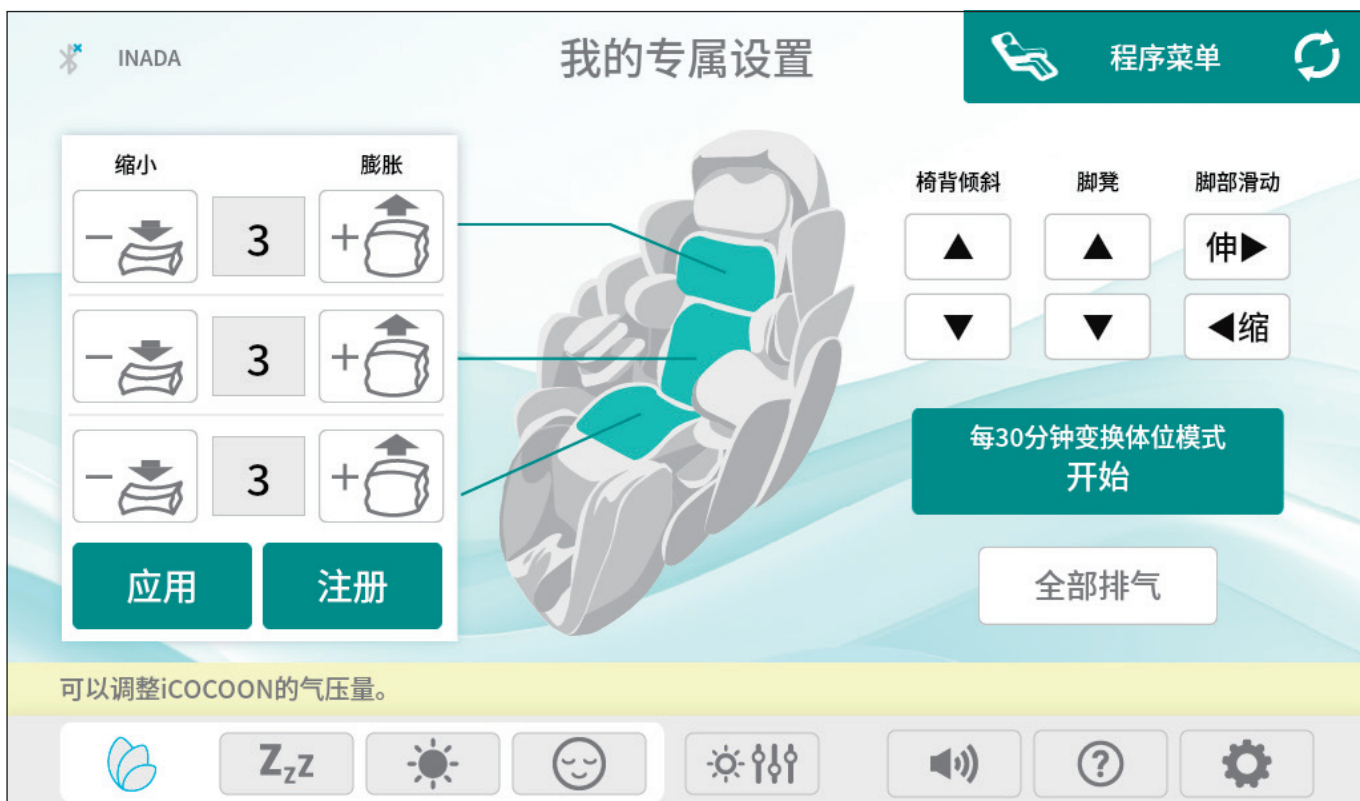 INADA
我的专属设置
程序菜单
缩小
膨胀
3
3
3
应用
注册
椅背倾斜
脚凳
脚部滑动
▲
▲
伸▶
▼
▼
◀缩
每30分钟变换体位模式
开始
全部排气
可以调整iCOCOON的气压量。
ZzZ
?